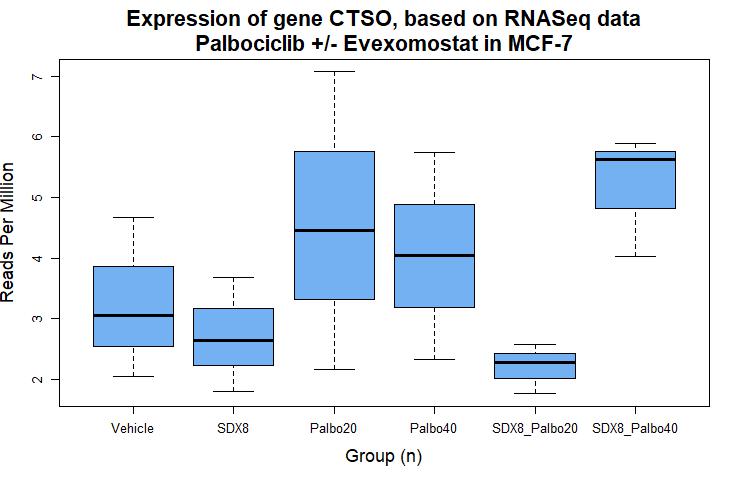 Expression of gene CTSO, based on RNASeq data
Palbociclib +/- Evexomostat in MCF-7
Reads Per Million
7
6
5
4
3
2
Vehicle
SDX8
Palbo20
Palbo40
SDX8_Palbo20
SDX8_Palbo40
Group (n)